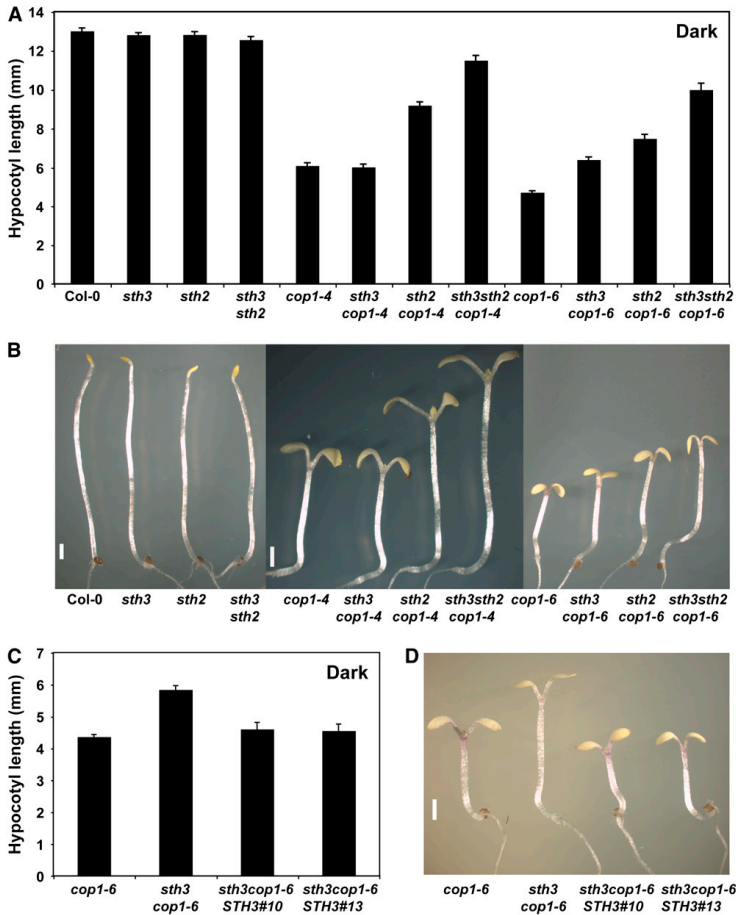 A
Dark
Hypocotyl length (mm)
14
12
10
8
6
4
2
0
Col-0 sth3 sth2 sth3 sth2 cop1-4 sth3 cop1-4 sth2 cop1-4 sth3sth2 cop1-4 cop1-6 sth3 cop1-6 sth2 cop1-6 sth3sth2 cop1-6
B
Col-0 sth3 sth2 sth3 sth2 cop1-4 sth3 cop1-4 sth2 cop1-4 sth3sth2 cop1-4 cop1-6 sth3 cop1-6 sth2 cop1-6 sth3sth2 cop1-6
C
Dark
Hypocotyl length (mm)
7
6
5
4
3
2
1
0
cop1-6 sth3 cop1-6 sth3cop1-6 STH3#10 sth3cop1-6 STH3#13
D
cop1-6 sth3 cop1-6 sth3cop1-6 STH3#10 sth3cop1-6 STH3#13